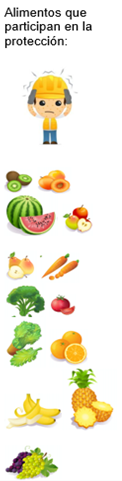 Alimentos que
participan en la
protección: